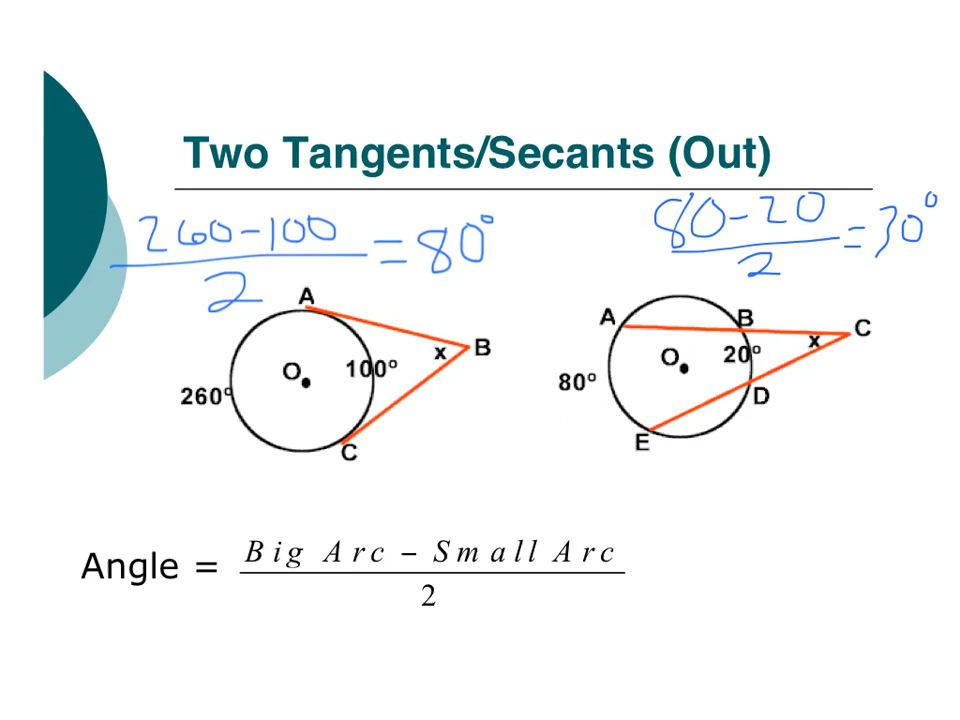 Two Tangents/Secants (Out)
260-100
2
= 80°
80-20
2
= 30°
A
B
x
O
100°
260°
C
A
B
C
x
O
20°
80°
D
E
Angle = Big Arc – Small Arc
2